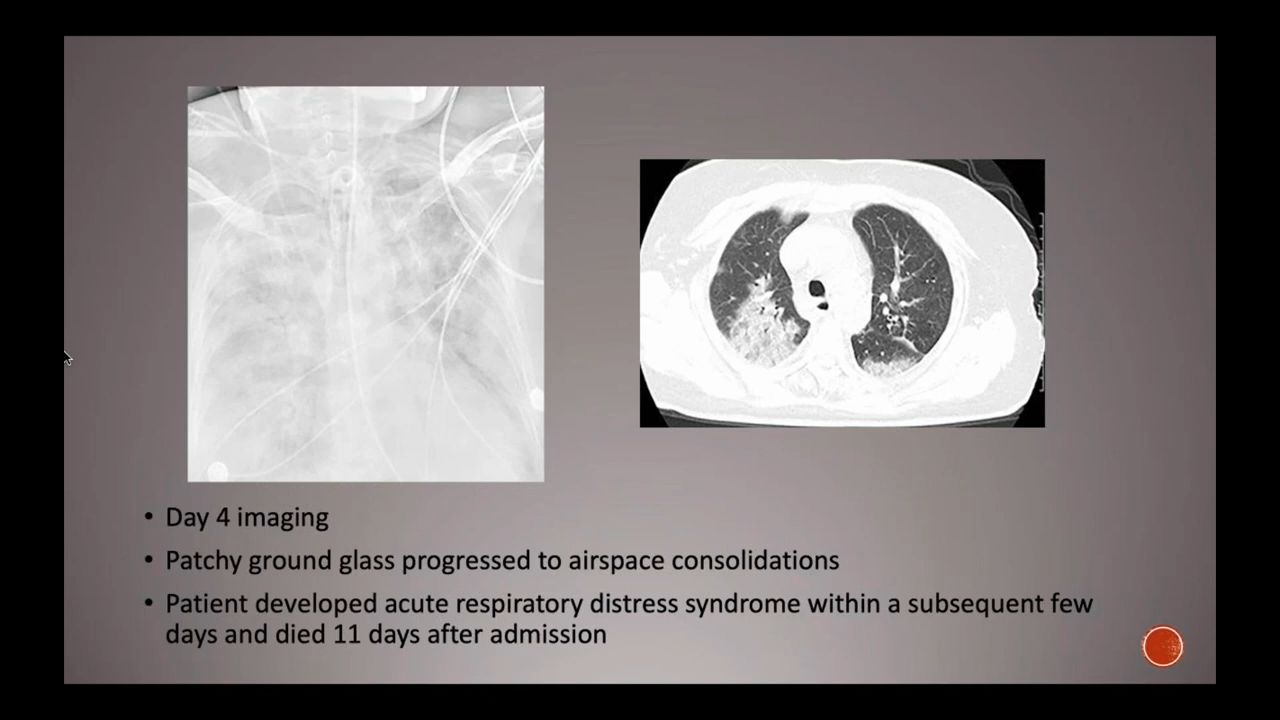 • Day 4 imaging
• Patchy ground glass progressed to airspace consolidations
• Patient developed acute respiratory distress syndrome within a subsequent few
days and died 11 days after admission